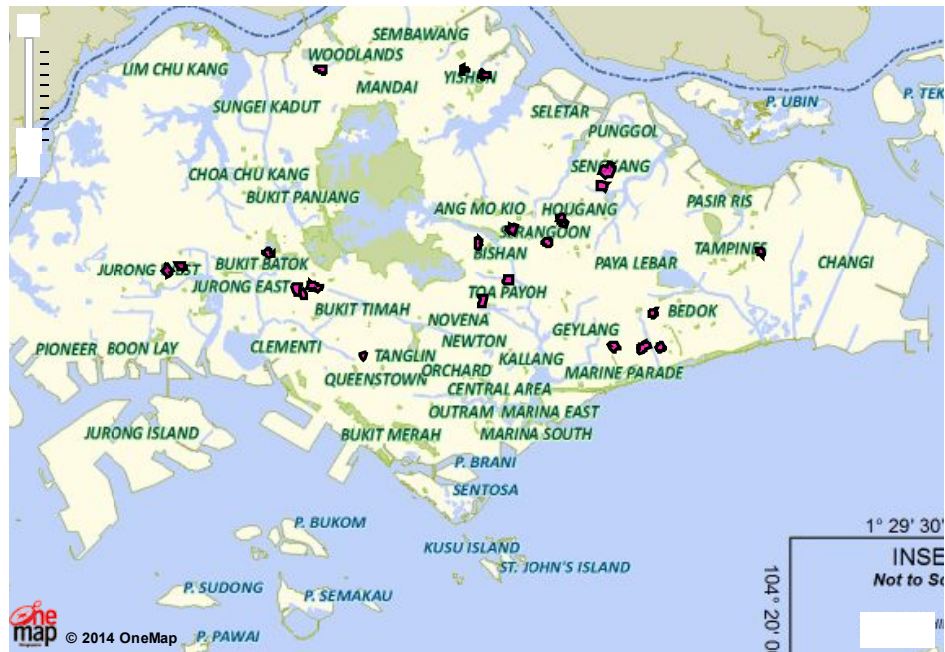 SEMBAWANG
WOODLANDS
LIM CHU KANG
YISHUN
MANDAI
SUNGEI KADUT
SELETAR
P. UBIN
P. TEK
PUNGGOL
SENGKANG
CHOA CHU KANG
BUKIT PANJANG
ANG MO KIO
HOUGANG
PASIR RIS
SERANGOON
BISHAN
TAMPINES
PAYA LEBAR
CHANGI
JURONG
BUKIT BATOK
JURONG EAST
TOA PAYOH
BUKIT TIMAH
NOVENA
BEDOK
GEYLANG
NEWTON
PIONEER
BOON LAY
CLEMENTI
TANGLIN
KALLANG
ORCHARD
QUEENSTOWN
MARINE PARADE
CENTRAL AREA
OUTRAM
MARINA EAST
JURONG ISLAND
BUKIT MERAH
MARINA SOUTH
P. BRANI
SENTOSA
P. BUKOM
1° 29' 30'
KUSU ISLAND
INSE
ST. JOHN'S ISLAND
Not to Sc
104° 20' 0
P. SUDONG
P. SEMAKAU
One
map
© 2014 OneMap
P. PAWAI